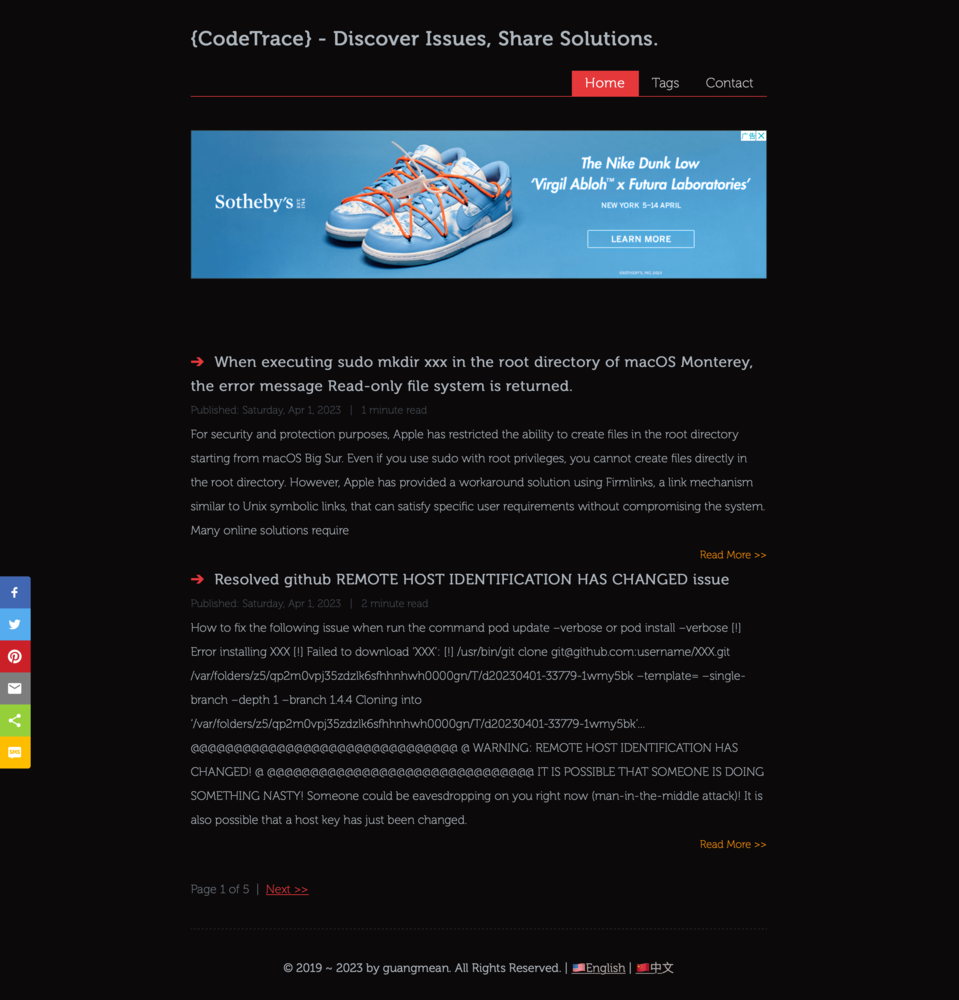 {CodeTrace} - Discover Issues, Share Solutions.
Home Tags Contact
广告
Sotheby's EST. 1744
The Nike Dunk Low
'Virgil Abloh™ x Futura Laboratories'
NEW YORK 5–14 APRIL
LEARN MORE
➔ When executing sudo mkdir xxx in the root directory of macOS Monterey,
the error message Read-only file system is returned.
Published: Saturday, Apr 1, 2023 | 1 minute read
For security and protection purposes, Apple has restricted the ability to create files in the root directory
starting from macOS Big Sur. Even if you use sudo with root privileges, you cannot create files directly in
the root directory. However, Apple has provided a workaround solution using Firmlinks, a link mechanism
similar to Unix symbolic links, that can satisfy specific user requirements without compromising the system.
Many online solutions require
Read More >>
➔ Resolved github REMOTE HOST IDENTIFICATION HAS CHANGED issue
Published: Saturday, Apr 1, 2023 | 2 minute read
How to fix the following issue when run the command pod update –verbose or pod install –verbose [!]
Error installing XXX [!] Failed to download 'XXX': [!] /usr/bin/git clone git@github.com:username/XXX.git
/var/folders/z5/qp2m0vpj35zdzlk6sfhhnhwh0000gn/T/d20230401-33779-1wmy5bk –template= –single-
branch –depth 1 –branch 1.4.4 Cloning into
'/var/folders/z5/qp2m0vpj35zdzlk6sfhhnhwh0000gn/T/d20230401-33779-1wmy5bk'…
@@@@@@@@@@@@@@@@@@@@@@@@@@@@@@@ @ WARNING: REMOTE HOST IDENTIFICATION HAS
CHANGED! @ @@@@@@@@@@@@@@@@@@@@@@@@@@@@@@@ IT IS POSSIBLE THAT SOMEONE IS DOING
SOMETHING NASTY! Someone could be eavesdropping on you right now (man-in-the-middle attack)! It is
also possible that a host key has just been changed.
Read More >>
Page 1 of 5 | Next >>
© 2019 ~ 2023 by guangmean. All Rights Reserved. | 🇺🇸English | 🇨🇳中文